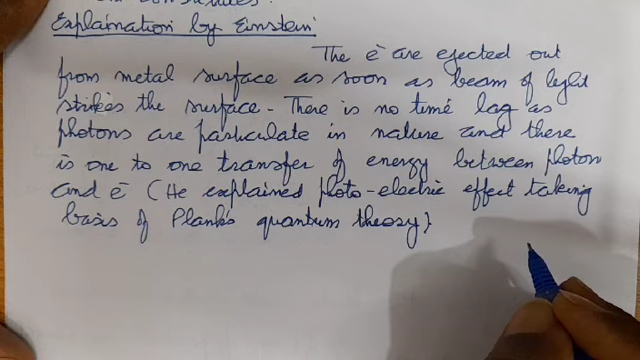 Explaination by Einstein:
The ē are ejected out
from metal surface as soon as beam of light
strikes the surface - There is no time lag as
photons are particulate in nature and there
is one to one transfer of energy between photon
and ē (He explained photo-electric effect taking
basis of Plank's quantum theory}